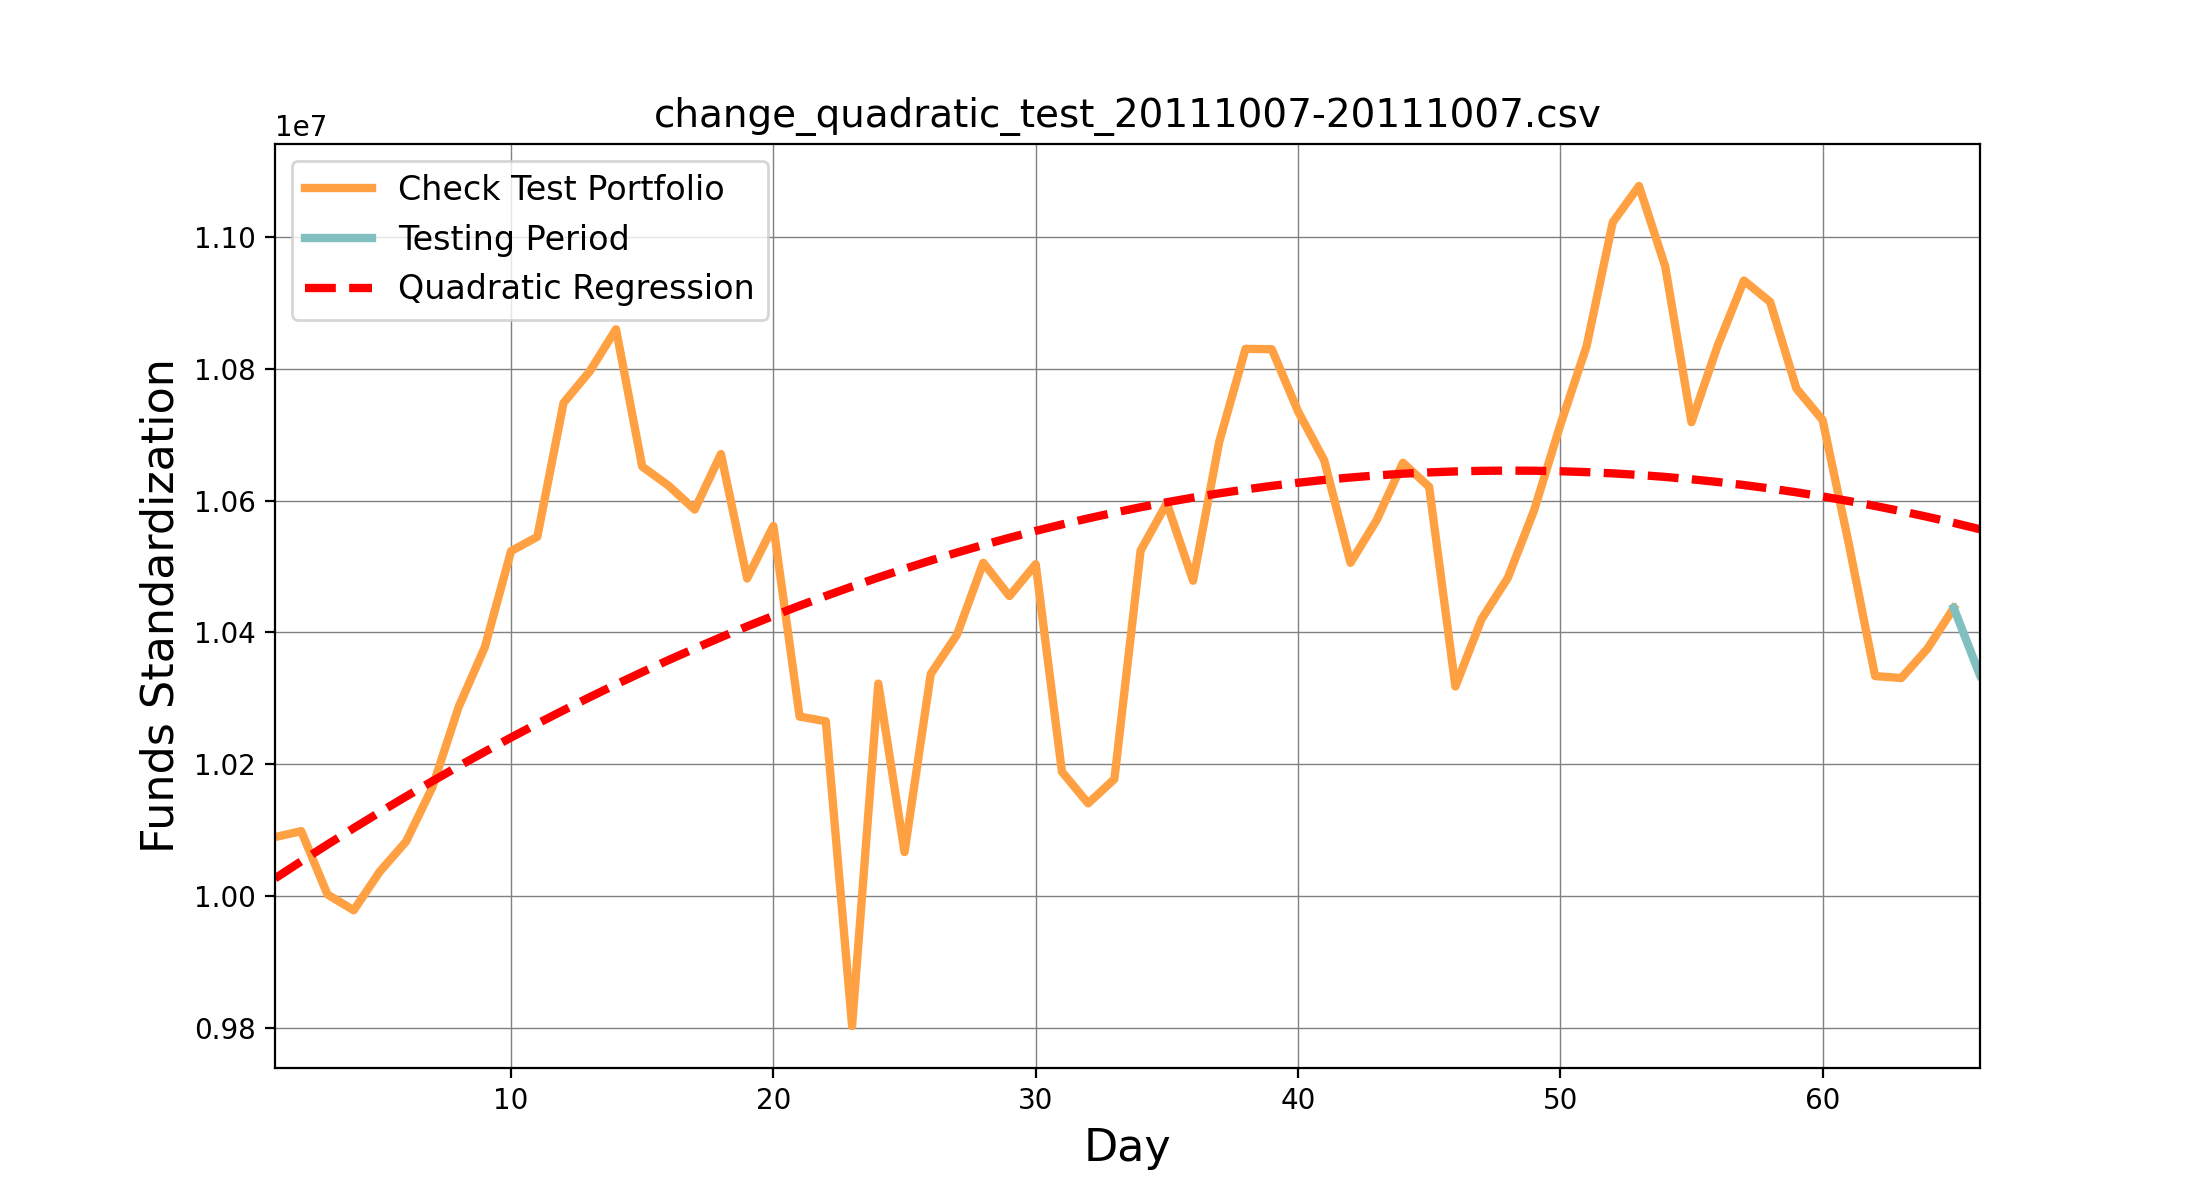 change_quadratic_test_20111007-20111007.csv
1e7
Check Test Portfolio
Testing Period
Quadratic Regression
Funds Standardization
1.10
1.08
1.06
1.04
1.02
1.00
0.98
10 20 30 40 50 60
Day